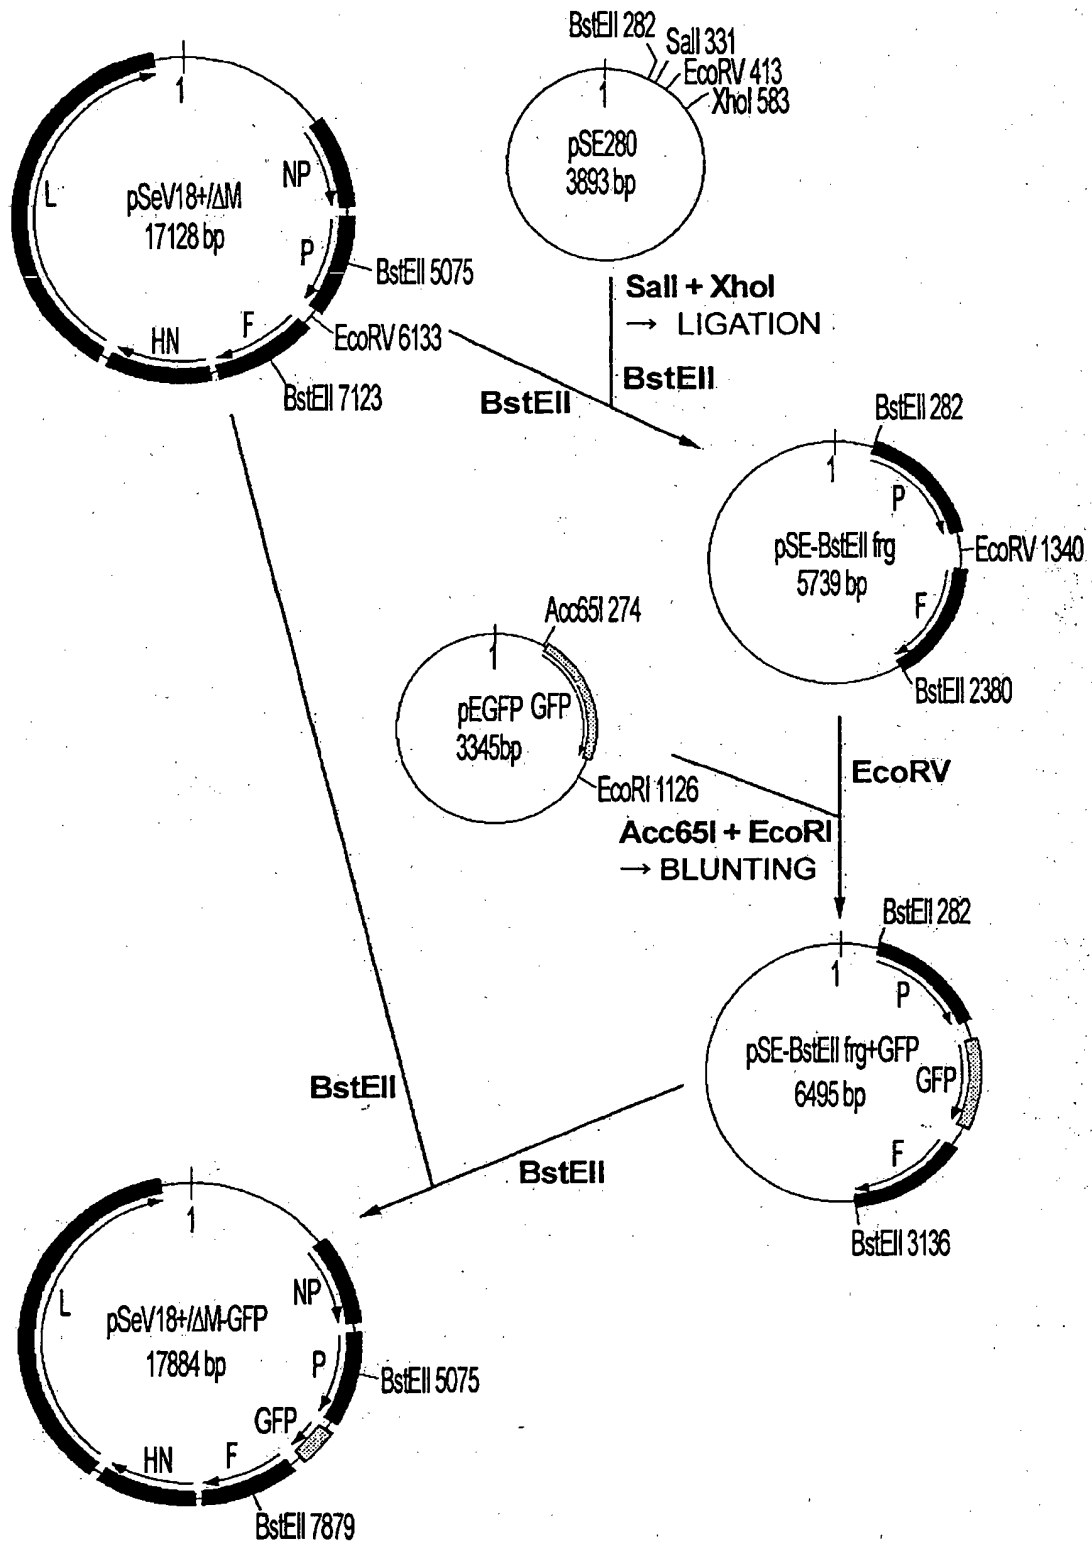 1
L
pSeV18+/ΔM
17128 bp
NP
P
BstEII 5075
EcoRV 6133
F
HN
BstEII 7123
BstEII 282
SalI 331
EcoRV 413
XhoI 583
1
pSE280
3893 bp
SalI + XhoI
→ LIGATION
BstEII
BstEII
BstEII 282
1
P
pSE-BstEII frg
5739 bp
EcoRV 1340
F
BstEII 2380
Acc65I 274
1
pEGFP GFP
3345bp
EcoRI 1126
EcoRV
Acc65I + EcoRI
→ BLUNTING
BstEII 282
1
P
pSE-BstEII frg+GFP
6495 bp
GFP
F
BstEII 3136
BstEII
BstEII
1
L
pSeV18+/ΔM-GFP
17884 bp
NP
P
BstEII 5075
GFP
F
HN
BstEII 7879